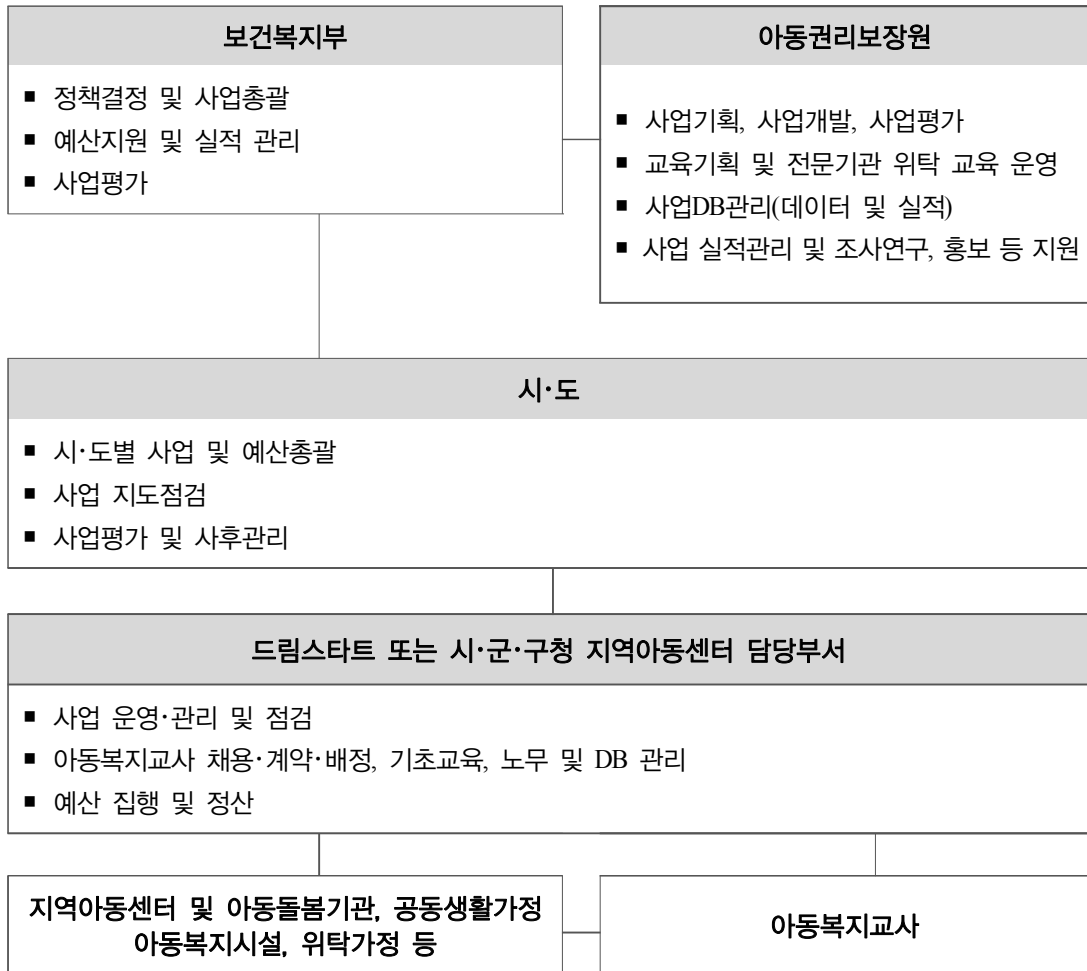 보건복지부
■ 정책결정 및 사업총괄
■ 예산지원 및 실적 관리
■ 사업평가
아동권리보장원
■ 사업기획, 사업개발, 사업평가
■ 교육기획 및 전문기관 위탁 교육 운영
■ 사업DB관리(데이터 및 실적)
■ 사업 실적관리 및 조사연구, 홍보 등 지원
시·도
■ 시·도별 사업 및 예산총괄
■ 사업 지도점검
■ 사업평가 및 사후관리
드림스타트 또는 시·군·구청 지역아동센터 담당부서
■ 사업 운영·관리 및 점검
■ 아동복지교사 채용·계약·배정, 기초교육, 노무 및 DB 관리
■ 예산 집행 및 정산
지역아동센터 및 아동돌봄기관, 공동생활가정
아동복지시설, 위탁가정 등
아동복지교사